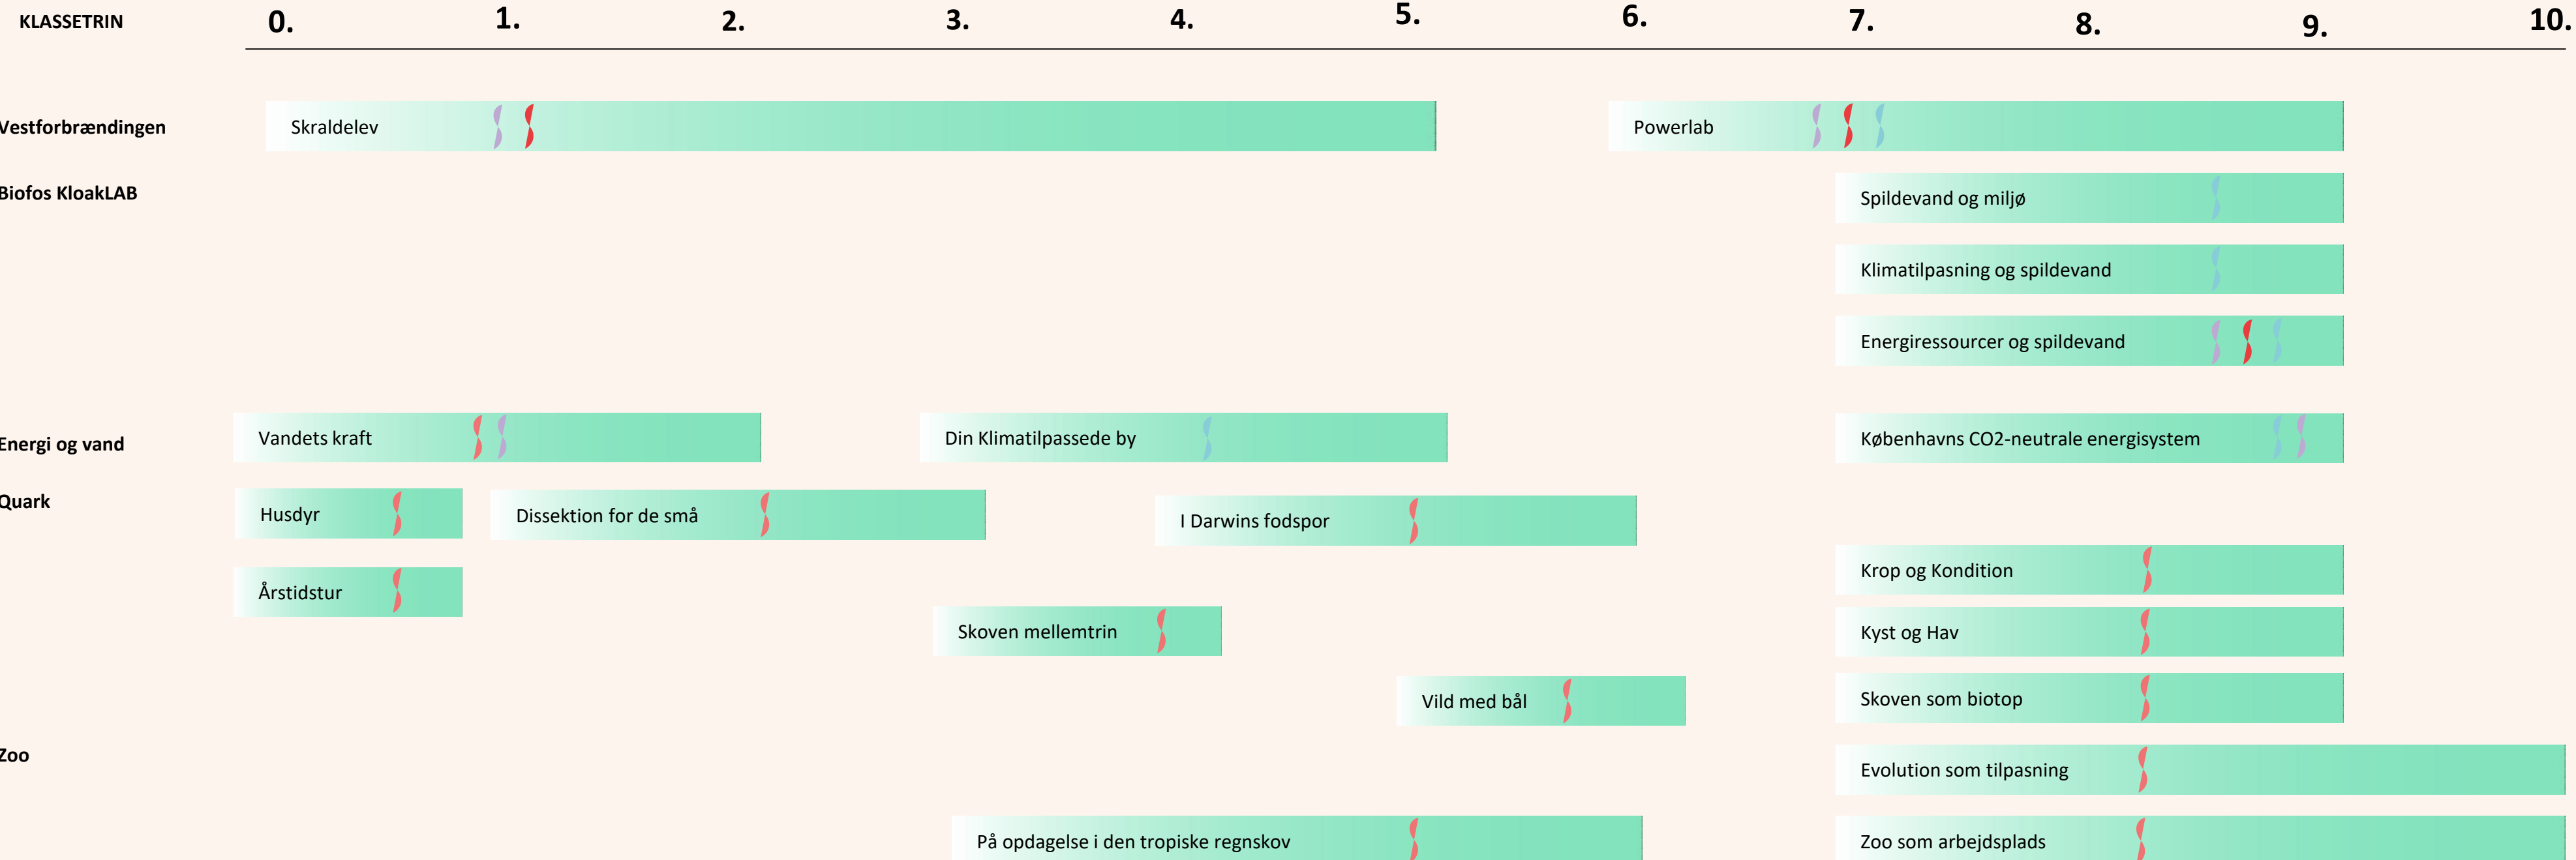 KLASSETRIN 0. 1. 2. 3. 4. 5. 6. 7. 8. 9. 10.
Vestforbrændingen Skraldelev Powerlab
Biofos KloakLAB Spildevand og miljø
Klimatilpasning og spildevand
Energiressourcer og spildevand
Energi og vand Vandets kraft Din Klimatilpassede by Københavns CO2-neutrale energisystem
Quark Husdyr Dissektion for de små I Darwins fodspor
Krop og Kondition
Årstidstur
Skoven mellemtrin Kyst og Hav
Vild med bål Skoven som biotop
Zoo Evolution som tilpasning
På opdagelse i den tropiske regnskov Zoo som arbejdsplads